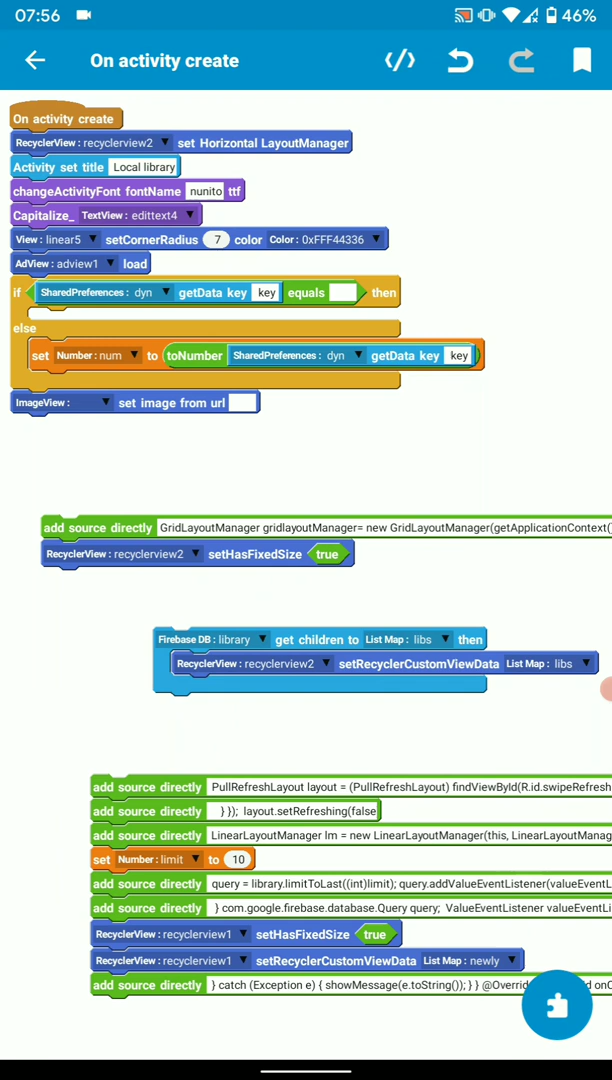 07:56 46%
On activity create
On activity create
RecyclerView : recyclerview2 set Horizontal LayoutManager
Activity set title Local library
changeActivityFont fontName nunito ttf
Capitalize_ TextView : edittext4
View : linear5 setCornerRadius 7 color Color : 0xFFF44336
AdView : adview1 load
if SharedPreferences : dyn getData key key equals then
else
set Number : num to toNumber SharedPreferences : dyn getData key key
ImageView : set image from url
add source directly GridLayoutManager gridlayoutManager= new GridLayoutManager(getApplicationContext()
RecyclerView : recyclerview2 setHasFixedSize true
Firebase DB : library get children to List Map : libs then
RecyclerView : recyclerview2 setRecyclerCustomViewData List Map : libs
add source directly PullRefreshLayout layout = (PullRefreshLayout) findViewById(R.id.swipeRefresh
add source directly } }); layout.setRefreshing(false
add source directly LinearLayoutManager lm = new LinearLayoutManager(this, LinearLayoutManag
set Number : limit to 10
add source directly query = library.limitToLast((int)limit); query.addValueEventListener(valueEventLi
add source directly } com.google.firebase.database.Query query; ValueEventListener valueEventLi
RecyclerView : recyclerview1 setHasFixedSize true
RecyclerView : recyclerview1 setRecyclerCustomViewData List Map : newly
add source directly } catch (Exception e) { showMessage(e.toString()); } } @Overrid onC